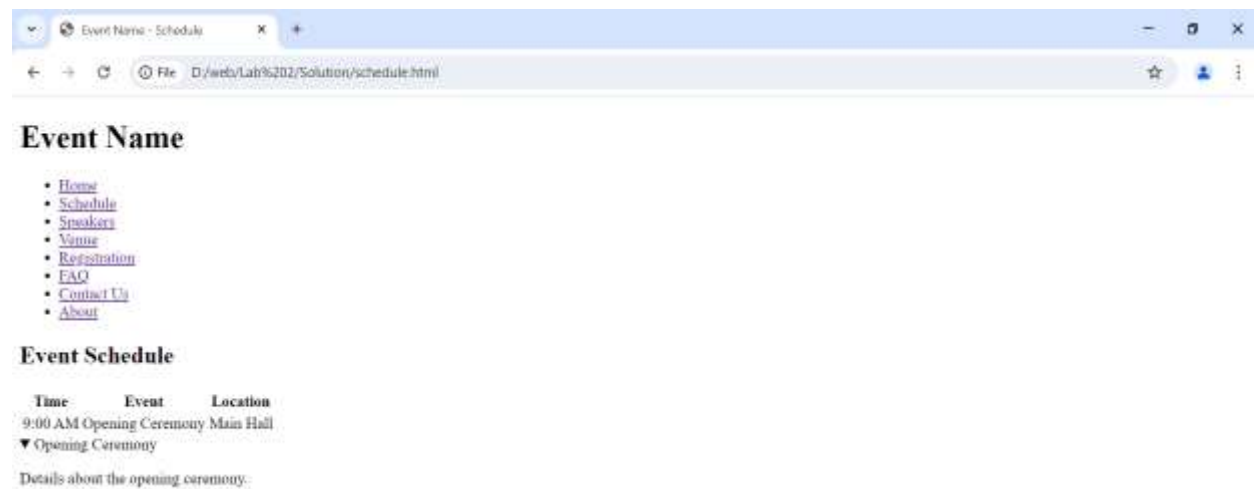 Event Name - Schedule
File D:/web/Lab%202/Solution/schedule.html
Event Name
Home
Schedule
Speakers
Venue
Registration
FAQ
Contact Us
About
Event Schedule
Time Event Location
9:00 AM Opening Ceremony Main Hall
▼ Opening Ceremony
Details about the opening ceremony.